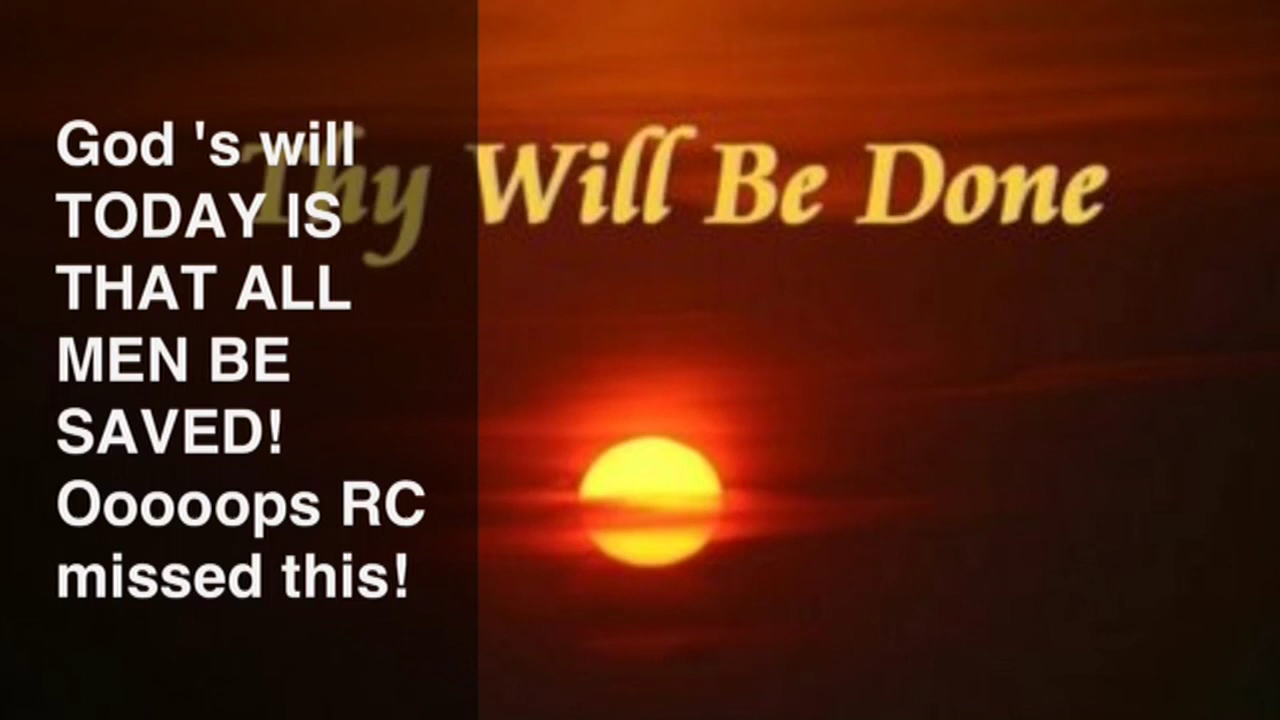 God 's will
TODAY IS
THAT ALL
MEN BE
SAVED!
Ooooops RC
missed this!
Thy Will Be Done